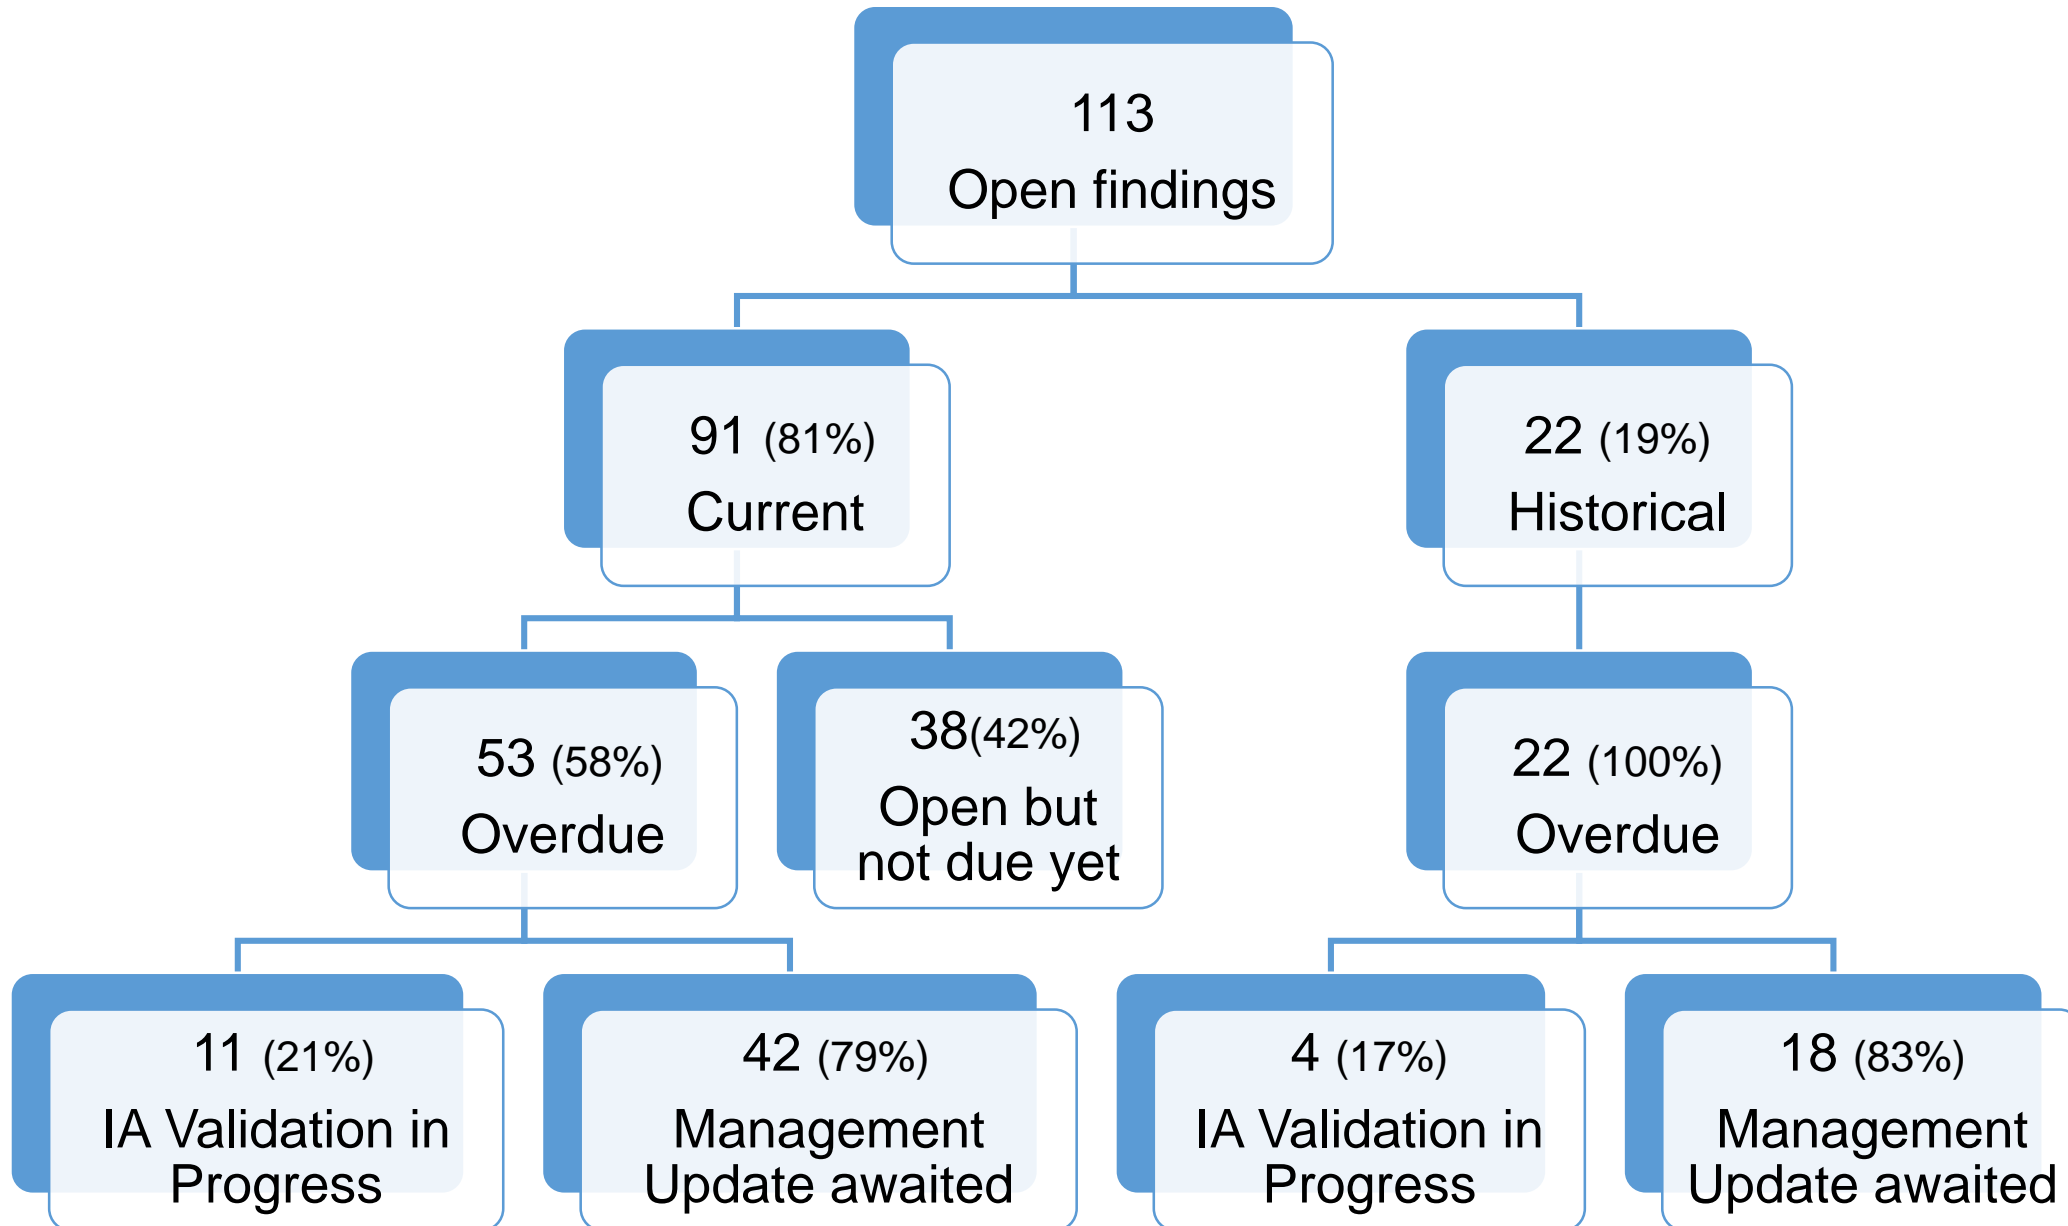 113
Open findings
91 (81%)
Current
22 (19%)
Historical
53 (58%)
Overdue
38(42%)
Open but
not due yet
22 (100%)
Overdue
11 (21%)
IA Validation in
Progress
42 (79%)
Management
Update awaited
4 (17%)
IA Validation in
Progress
18 (83%)
Management
Update awaited